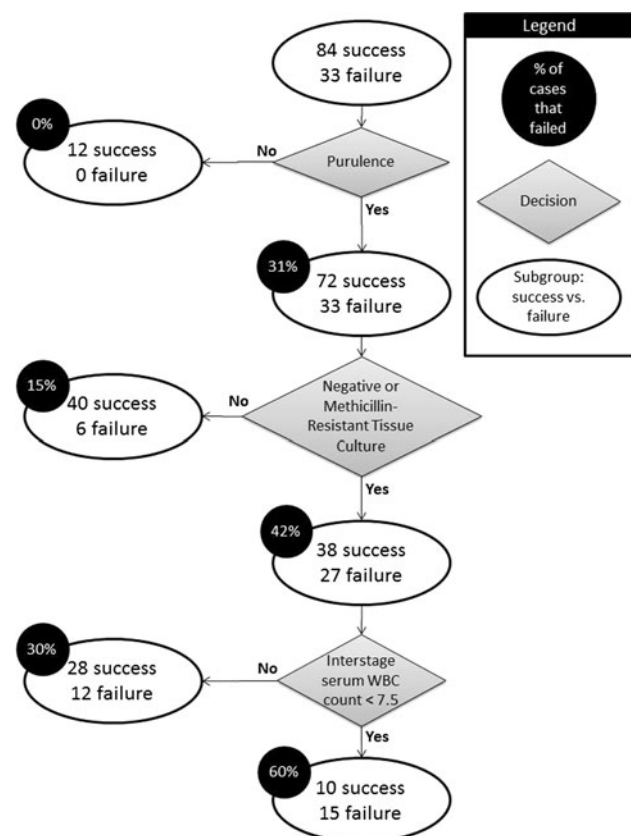 84 success
33 failure
Legend
% of
cases
that
failed
0%
12 success
0 failure
No
Purulence
Decision
Yes
31%
72 success
33 failure
Subgroup:
success vs.
failure
15%
40 success
6 failure
No
Negative or
Methicillin-
Resistant Tissue
Culture
Yes
42%
38 success
27 failure
30%
28 success
12 failure
No
Interstage
serum WBC
count < 7.5
Yes
60%
10 success
15 failure